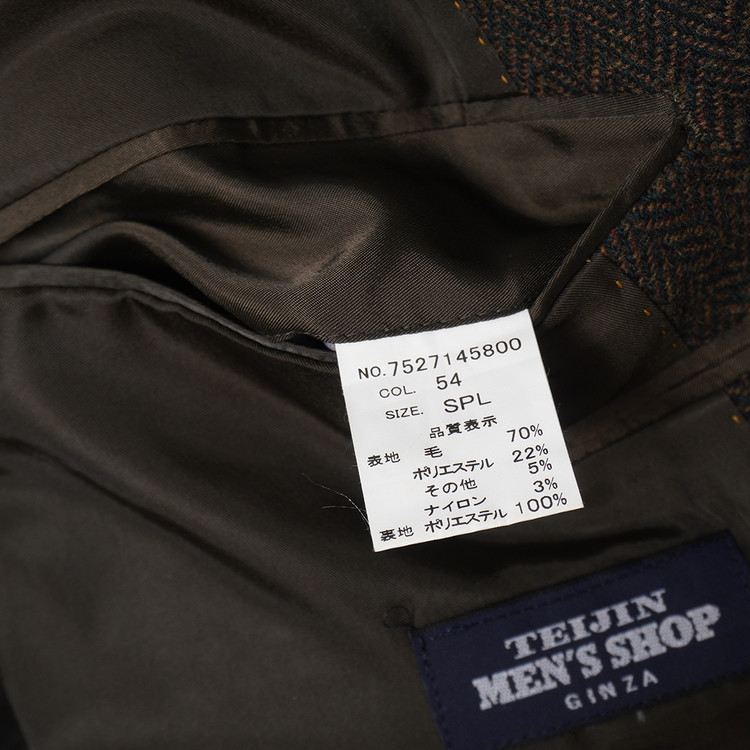 NO.7527145800
COL. 54
SIZE. SPL
品質表示
表地 毛 70%
ポリエステル 22%
その他 5%
ナイロン 3%
裏地 ポリエステル 100%
TEIJIN
MEN'S SHOP
GINZA